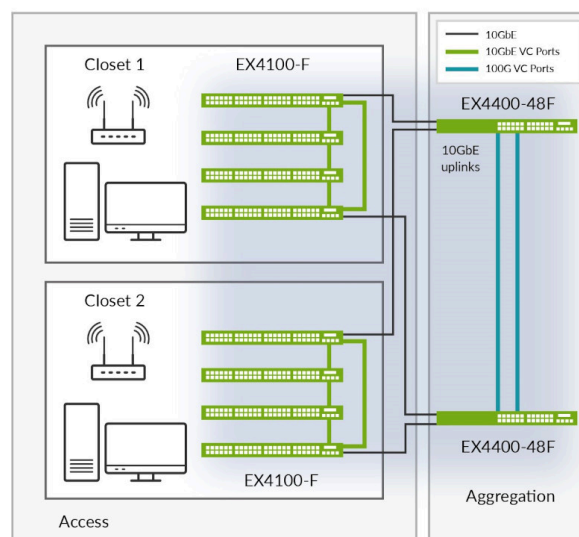 10GbE
10GbE VC Ports
100G VC Ports
Closet 1
EX4100-F
EX4400-48F
10GbE
uplinks
Closet 2
EX4100-F
EX4400-48F
Access
Aggregation